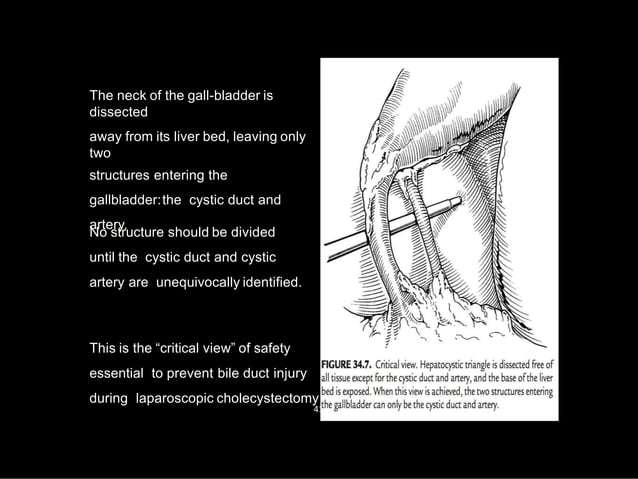 The neck of the gall-bladder is
dissected
away from its liver bed, leaving only
two
structures entering the
gallbladder:the cystic duct and
artery
No structure should be divided
until the cystic duct and cystic
artery are unequivocally identified.
This is the “critical view” of safety
essential to prevent bile duct injury
during laparoscopic cholecystectomy
FIGURE 34.7. Critical view. Hepatocystic triangle is dissected free of
all tissue except for the cystic duct and artery, and the base of the liver
bed is exposed. When this view is achieved, the two structures entering
the gallbladder can only be the cystic duct and artery.